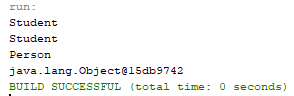 run:
Student
Student
Person
java.lang.Object@15db9742
BUILD SUCCESSFUL (total time: 0 seconds)